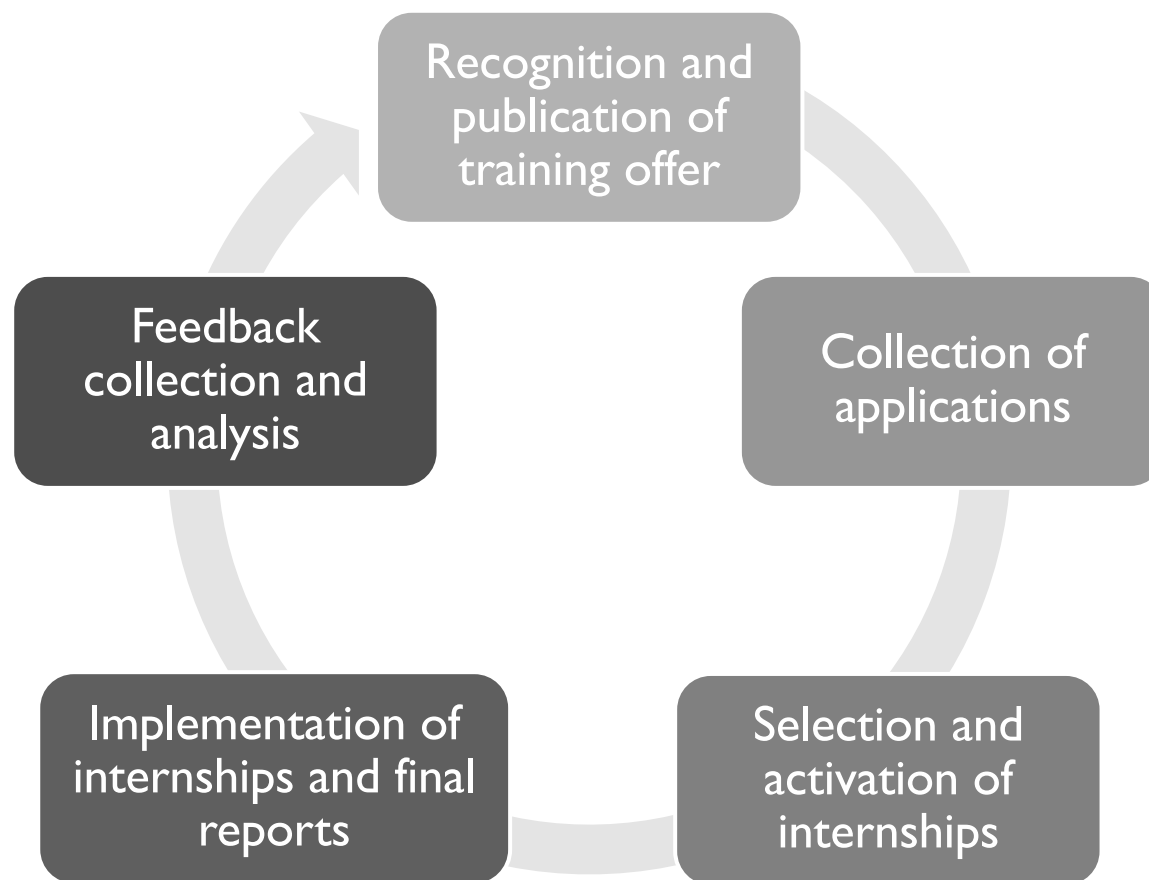 Recognition and
publication of
training offer
Collection of
applications
Selection and
activation of
internships
Implementation of
internships and final
reports
Feedback
collection and
analysis